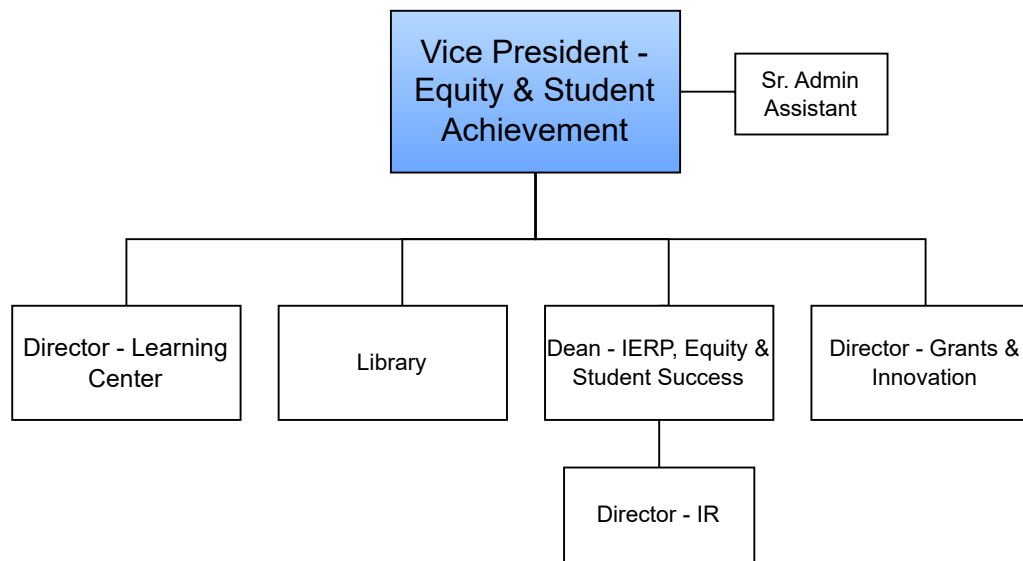 Vice President -
Equity & Student
Achievement
Sr. Admin
Assistant
Director - Learning
Center
Library
Dean - IERP, Equity &
Student Success
Director - Grants &
Innovation
Director - IR